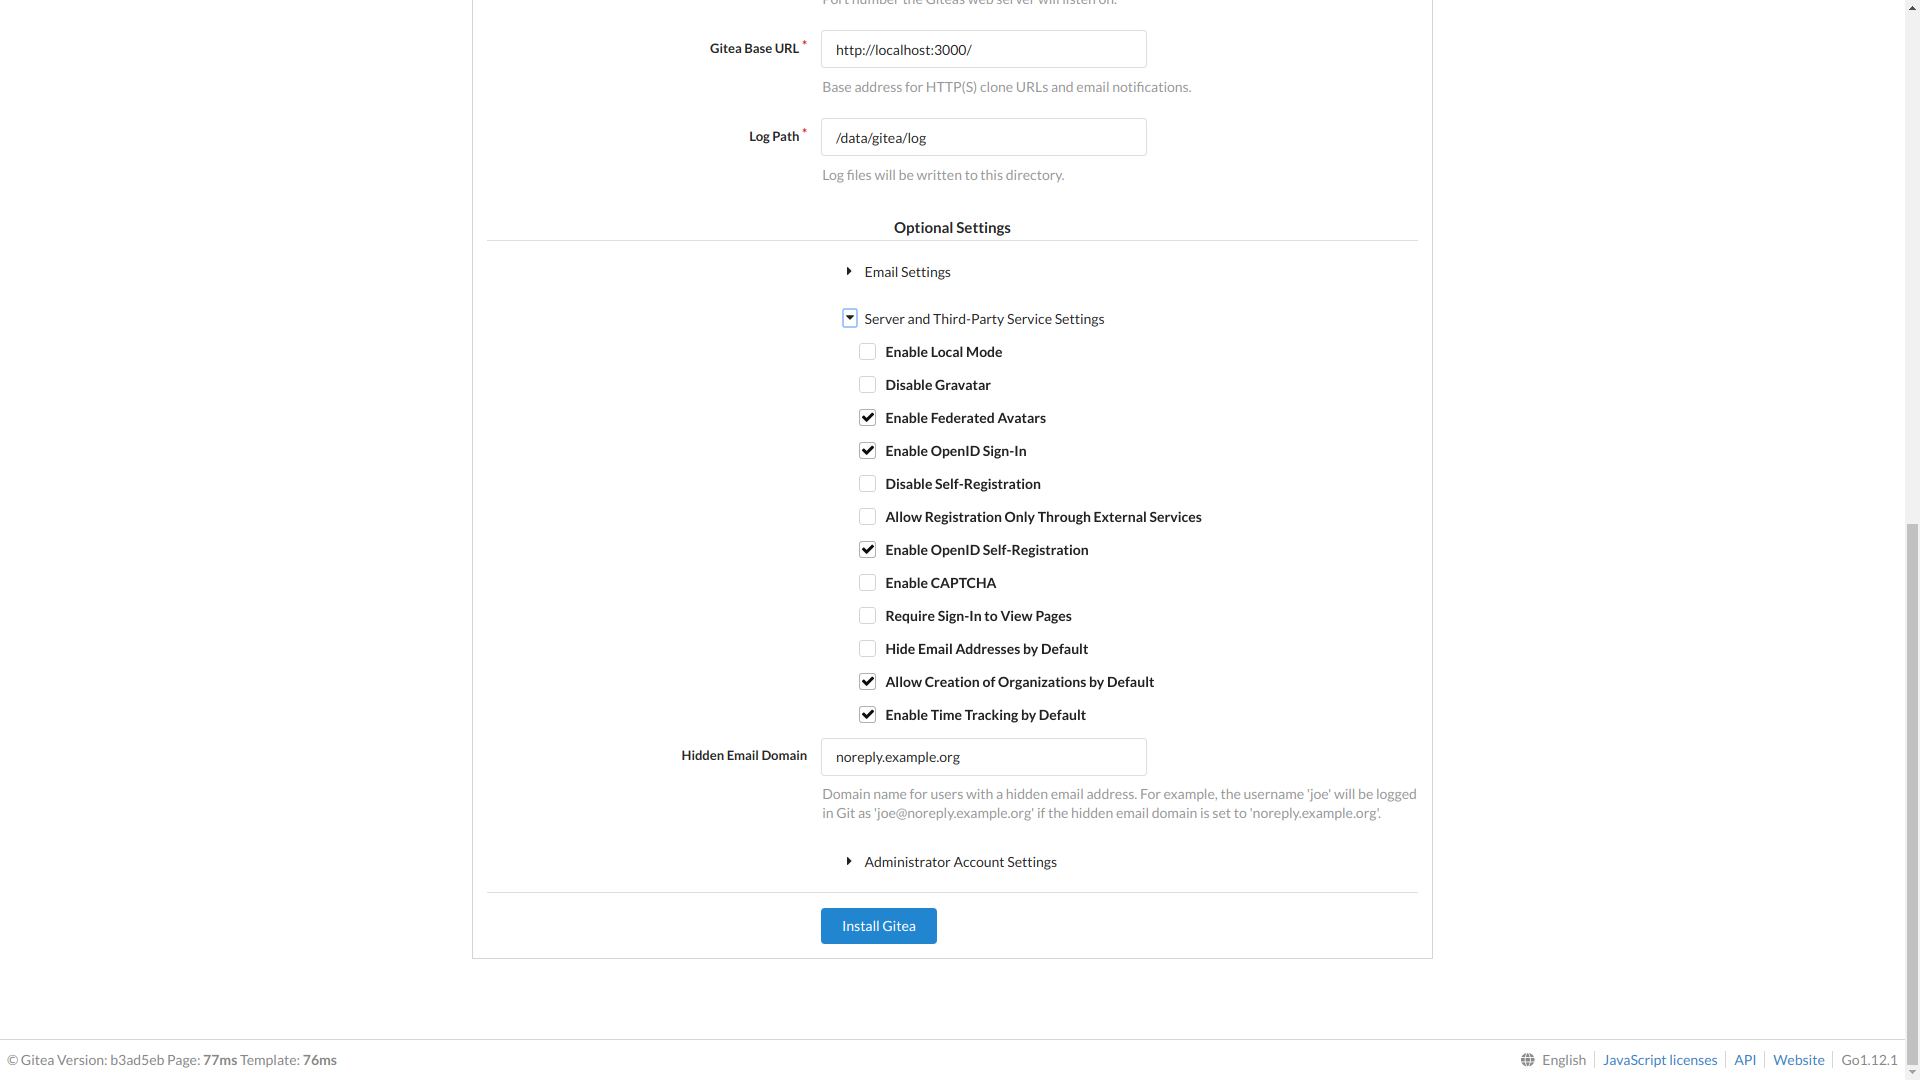 Port number the Giteas web server will listen on.
Gitea Base URL *
http://localhost:3000/
Base address for HTTP(S) clone URLs and email notifications.
Log Path *
/data/gitea/log
Log files will be written to this directory.
Optional Settings
Email Settings
Server and Third-Party Service Settings
Enable Local Mode
Disable Gravatar
Enable Federated Avatars
Enable OpenID Sign-In
Disable Self-Registration
Allow Registration Only Through External Services
Enable OpenID Self-Registration
Enable CAPTCHA
Require Sign-In to View Pages
Hide Email Addresses by Default
Allow Creation of Organizations by Default
Enable Time Tracking by Default
Hidden Email Domain
noreply.example.org
Domain name for users with a hidden email address. For example, the username 'joe' will be logged
in Git as 'joe@noreply.example.org' if the hidden email domain is set to 'noreply.example.org'.
Administrator Account Settings
Install Gitea
© Gitea Version: b3ad5eb Page: 77ms Template: 76ms
English JavaScript licenses API Website Go1.12.1